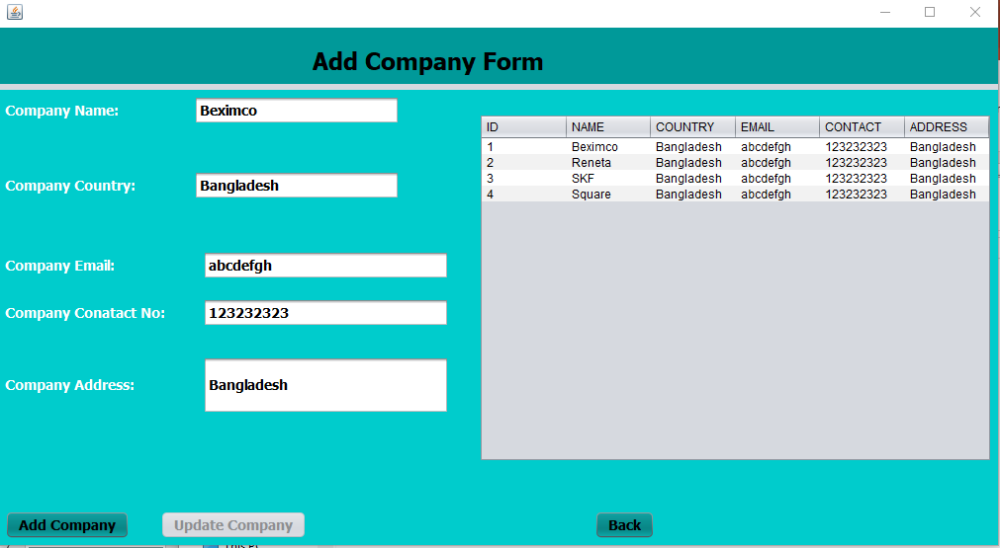 Add Company Form
Company Name: Beximco
Company Country: Bangladesh
Company Email: abcdefgh
Company Conatact No: 123232323
Company Address: Bangladesh
ID NAME COUNTRY EMAIL CONTACT ADDRESS
1 Beximco Bangladesh abcdefgh 123232323 Bangladesh
2 Reneta Bangladesh abcdefgh 123232323 Bangladesh
3 SKF Bangladesh abcdefgh 123232323 Bangladesh
4 Square Bangladesh abcdefgh 123232323 Bangladesh
Add Company Update Company Back